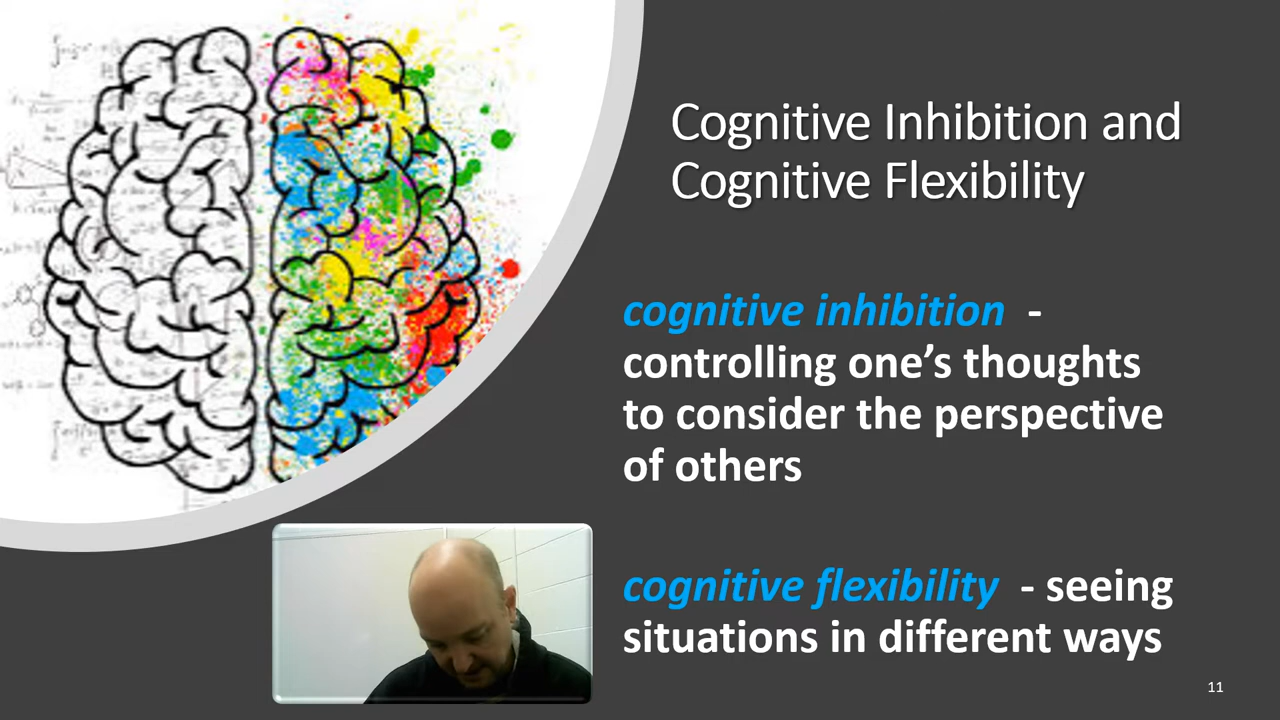 Cognitive Inhibition and
Cognitive Flexibility
cognitive inhibition -
controlling one’s thoughts
to consider the perspective
of others
cognitive flexibility - seeing
situations in different ways
11